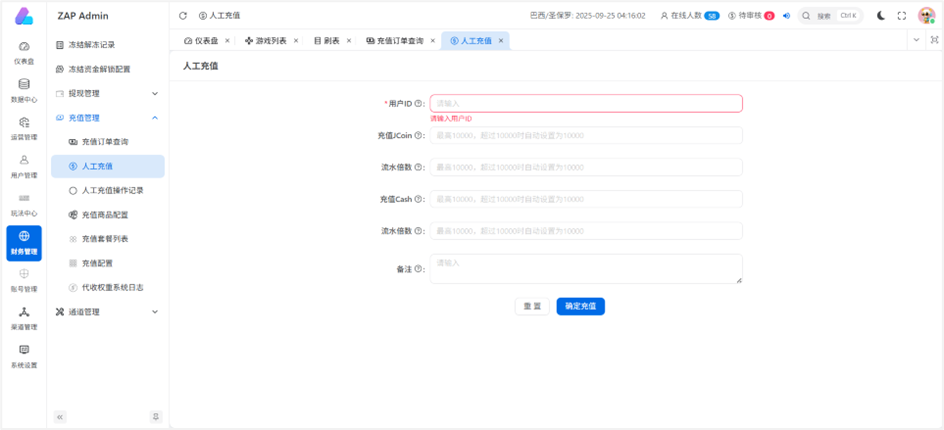 ZAP Admin
人工充值
巴西/圣保罗: 2025-09-25 04:16:02
在线人数 58
待审核 0
搜索 Ctrl K
仪表盘
数据中心
运营管理
用户管理
玩法中心
财务管理
账号管理
渠道管理
系统设置
冻结解冻记录
冻结资金解锁配置
提现管理
充值管理
充值订单查询
人工充值
人工充值操作记录
充值商品配置
充值套餐列表
充值配置
代收权重系统日志
通道管理
仪表盘 × 游戏列表 × 刷表 × 充值订单查询 × 人工充值 ×
人工充值
*用户ID : 请输入
请输入用户ID
充值JCoin : 最高10000，超过10000时自动设置为10000
流水倍数 : 最高10000，超过10000时自动设置为10000
充值Cash : 最高10000，超过10000时自动设置为10000
流水倍数 : 最高10000，超过10000时自动设置为10000
备注 : 请输入
重 置 确定充值